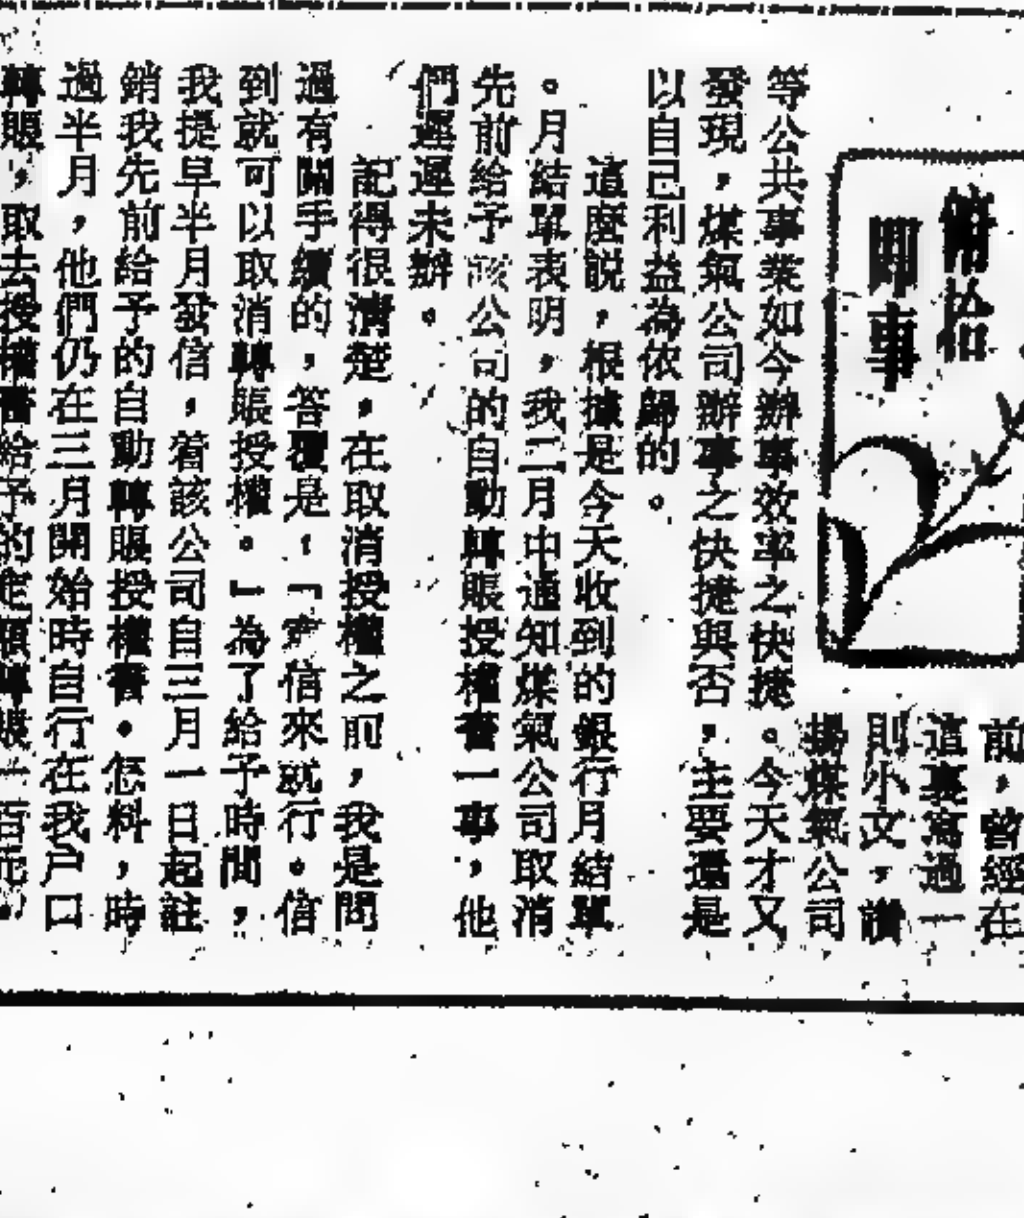 俯拾
即事
前，曾經在
這裏寫過一
則小文，讚
揚煤氣公司
等公共事業如今辦事效率之快捷。今天才又
發現，煤氣公司辦事之快捷與否，主要還是
以自己利益為依歸的。
這麼說，根據是今天收到的銀行月結單
。月結單表明，我二月中通知煤氣公司取消
先前給予該公司的自動轉賬授權書一事，他
們遲遲未辦。
記得很清楚，在取消授權之前，我是問
過有關手續的，答覆是：「寄信來就行。信
到就可以取消轉賬授權。」為了給予時間，
我提早半月發信，着該公司自三月一日起註
銷我先前給予的自動轉賬授權書。怎料，時
過半月，他們仍在三月開始時自行在我户口
轉賬，取去授權書給予的定額轉賬一百元。